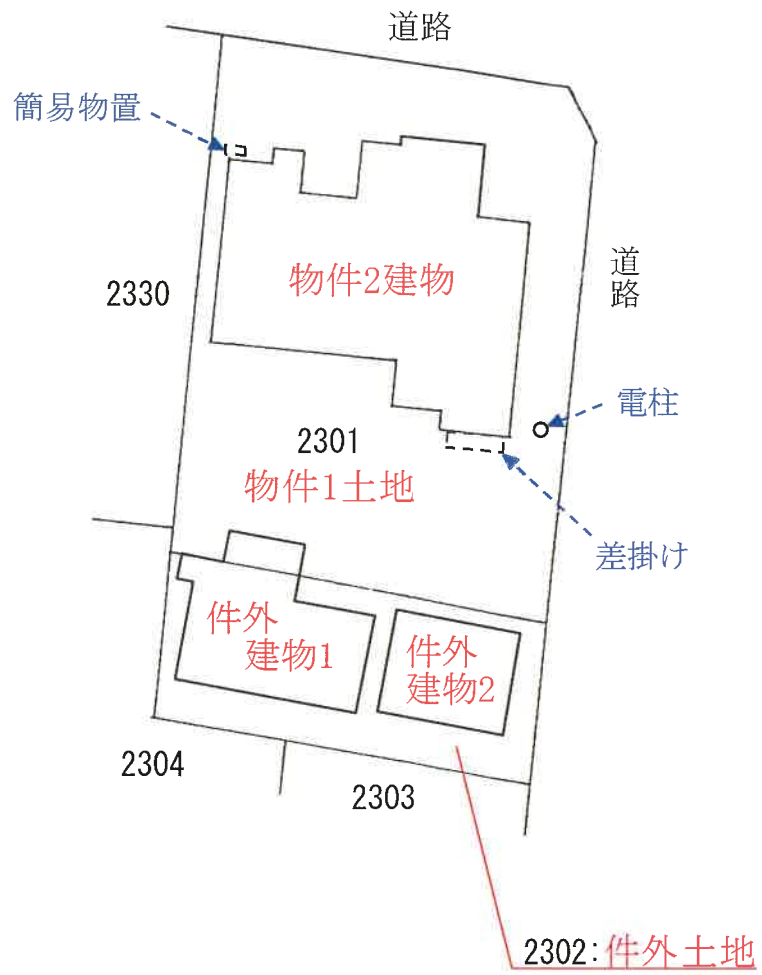 道路
簡易物置
道路
2330
物件2建物
電柱
2301
物件1土地
差掛け
件外
建物1
件外
建物2
2304
2303
2302:件外土地